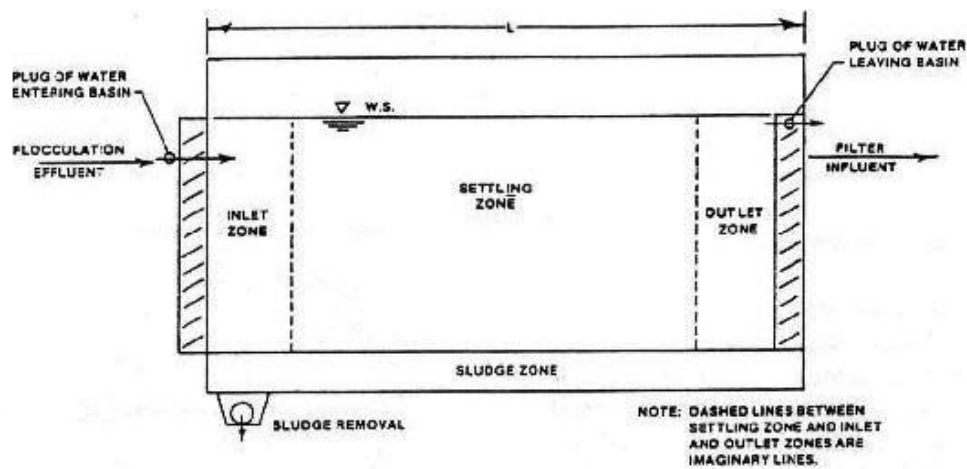 L
PLUG OF WATER
ENTERING BASIN
PLUG OF WATER
LEAVING BASIN
W.S.
FLOCCULATION
EFFLUENT
FILTER
INFLUENT
SETTLING
ZONE
INLET
ZONE
OUTLET
ZONE
SLUDGE ZONE
SLUDGE REMOVAL
NOTE: DASHED LINES BETWEEN
SETTLING ZONE AND INLET
AND OUTLET ZONES ARE
IMAGINARY LINES.